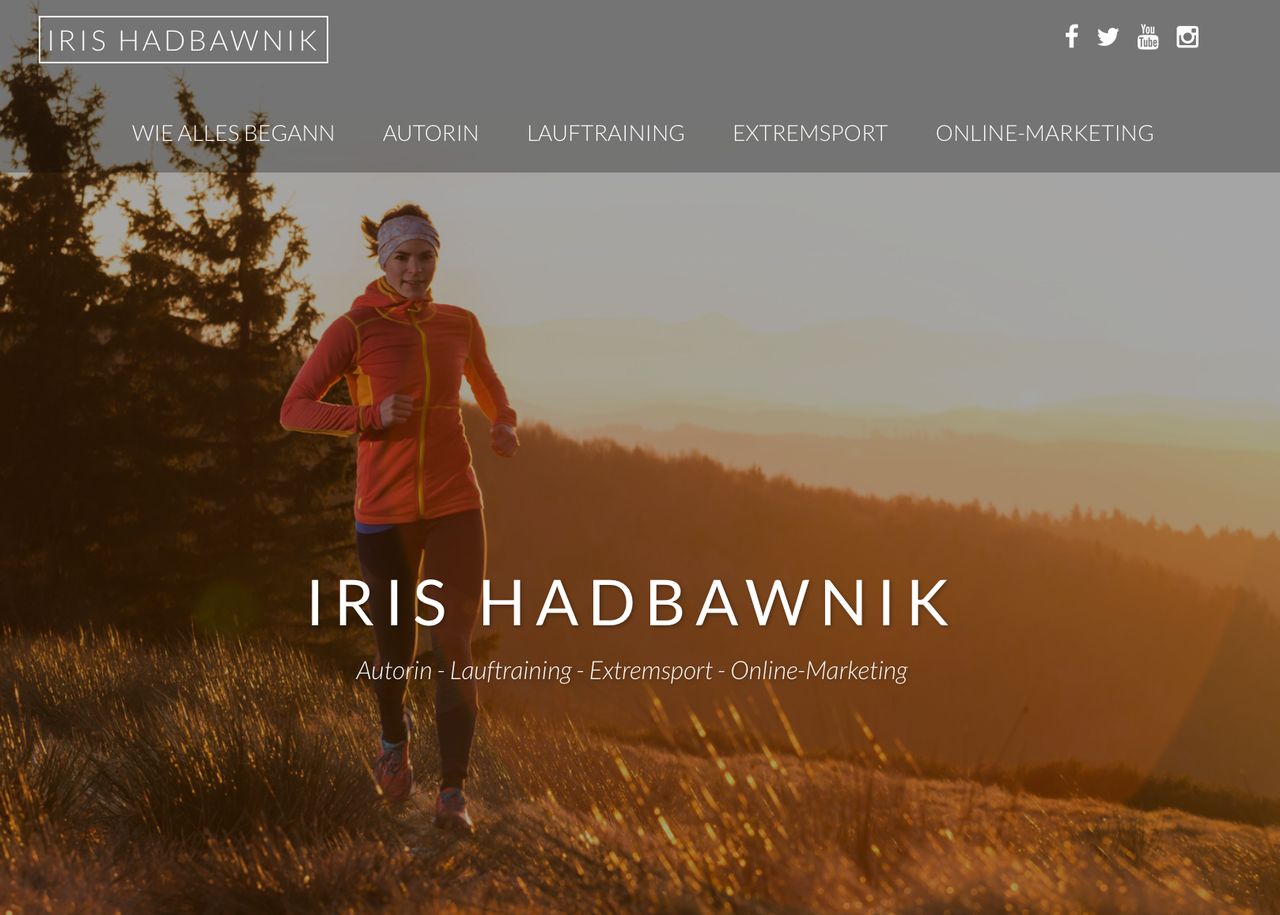 IRIS HADBAWNIK
You
Tube
WIE ALLES BEGANN AUTORIN LAUFTRAINING EXTREMSPORT ONLINE-MARKETING
IRIS HADBAWNIK
Autorin - Lauftraining - Extremsport - Online-Marketing